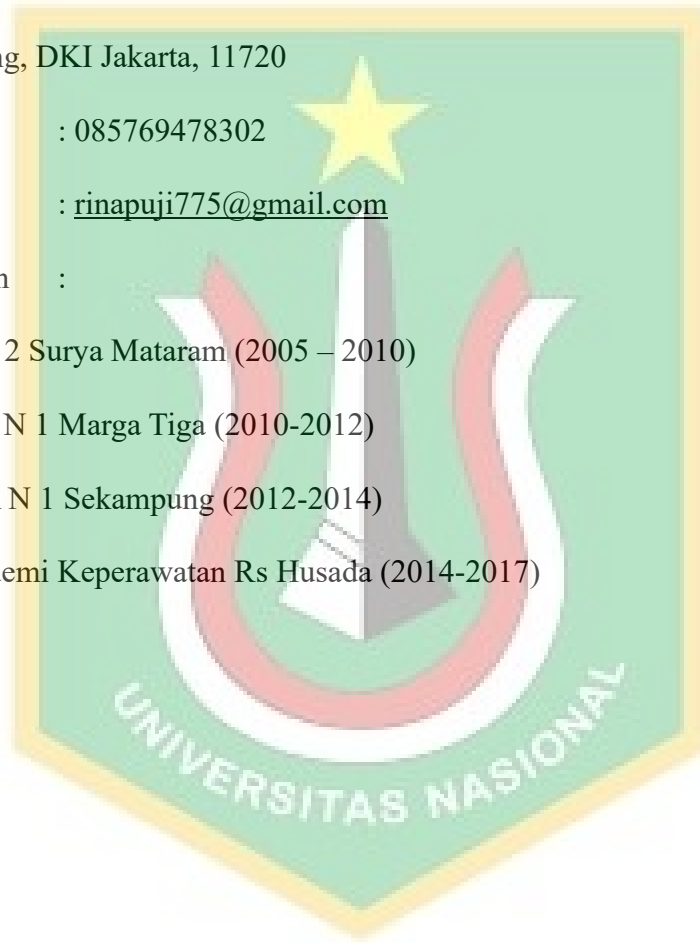 ng, DKI Jakarta, 11720
: 085769478302
: rinapuji775@gmail.com
n :
2 Surya Mataram (2005 – 2010)
N 1 Marga Tiga (2010-2012)
N 1 Sekampung (2012-2014)
emi Keperawatan Rs Husada (2014-2017)
UNIVERSITAS NASIONAL